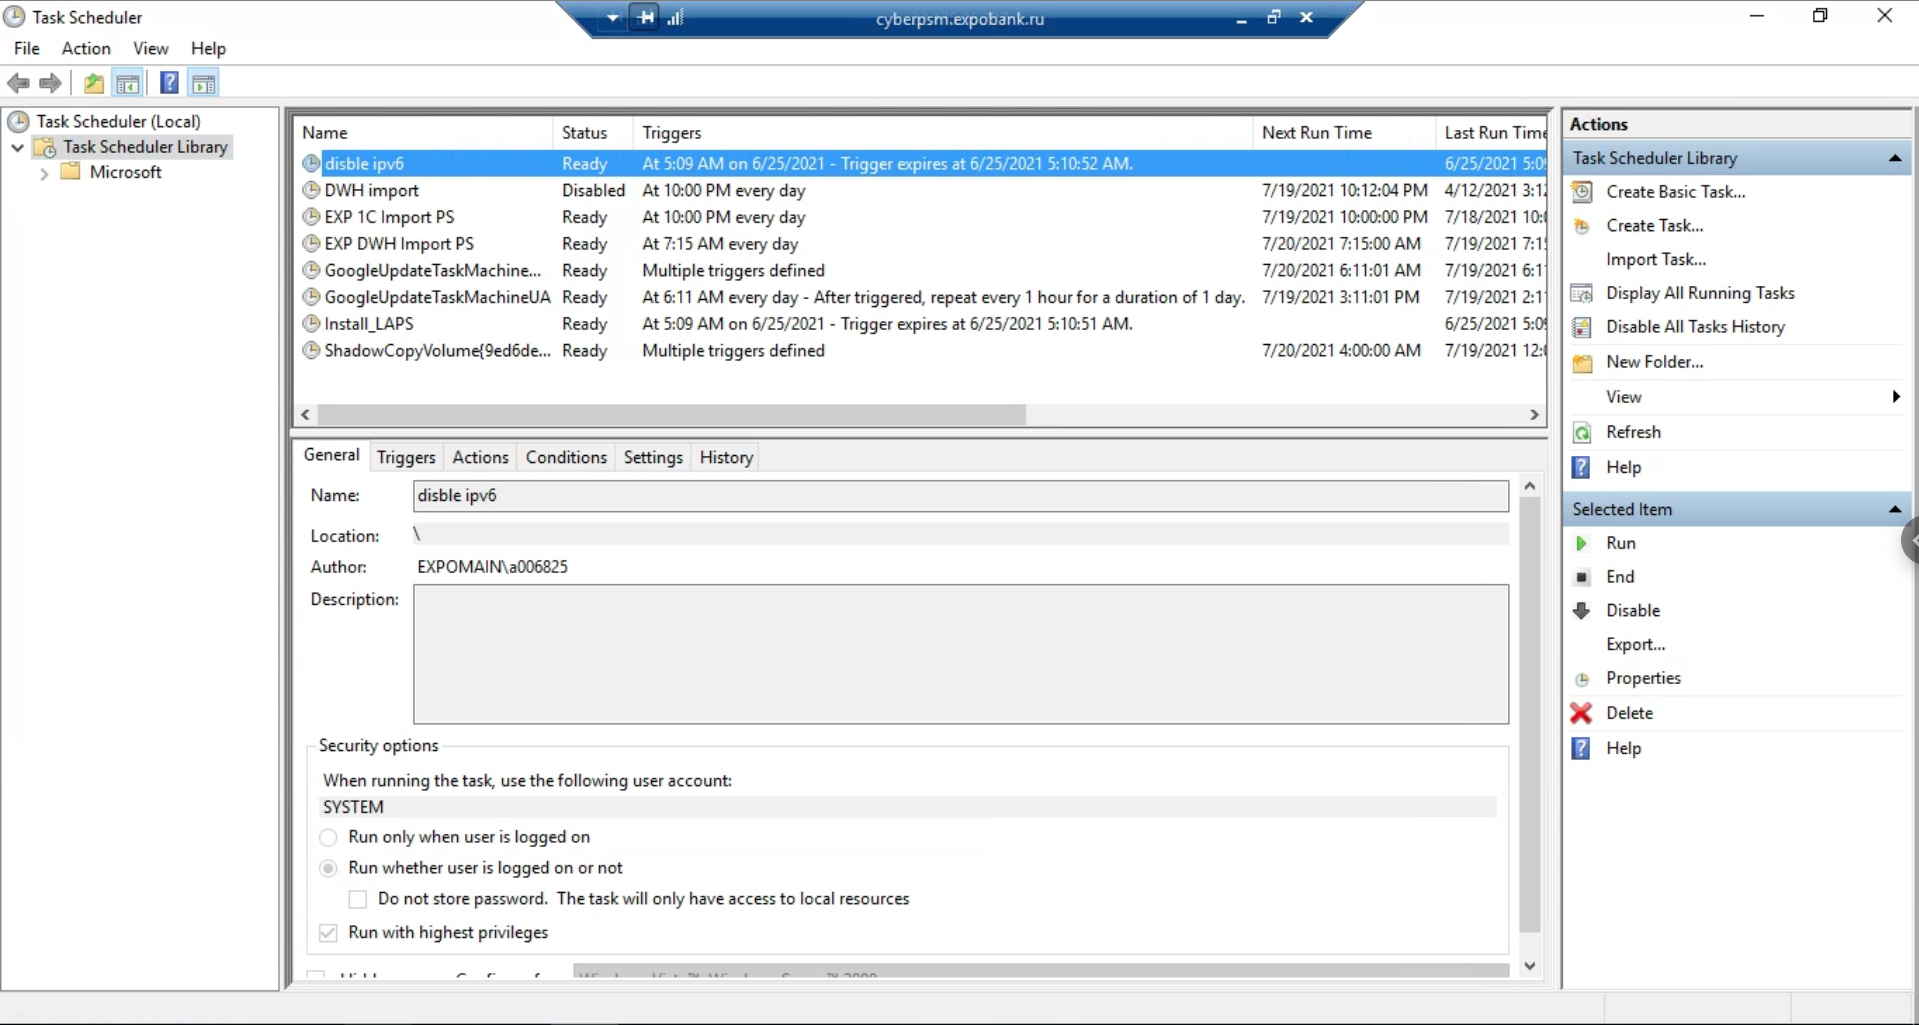 Task Scheduler
cyberpsm.expobank.ru
File Action View Help
Task Scheduler (Local)
Task Scheduler Library
Microsoft
Name Status Triggers Next Run Time Last Run Time
disble ipv6 Ready At 5:09 AM on 6/25/2021 - Trigger expires at 6/25/2021 5:10:52 AM. 6/25/2021 5:09
DWH import Disabled At 10:00 PM every day 7/19/2021 10:12:04 PM 4/12/2021 3:12
EXP 1C Import PS Ready At 10:00 PM every day 7/19/2021 10:00:00 PM 7/18/2021 10:0
EXP DWH Import PS Ready At 7:15 AM every day 7/20/2021 7:15:00 AM 7/19/2021 7:15
GoogleUpdateTaskMachine... Ready Multiple triggers defined 7/20/2021 6:11:01 AM 7/19/2021 6:11
GoogleUpdateTaskMachineUA Ready At 6:11 AM every day - After triggered, repeat every 1 hour for a duration of 1 day. 7/19/2021 3:11:01 PM 7/19/2021 2:11
Install_LAPS Ready At 5:09 AM on 6/25/2021 - Trigger expires at 6/25/2021 5:10:51 AM. 6/25/2021 5:09
ShadowCopyVolume{9ed6de... Ready Multiple triggers defined 7/20/2021 4:00:00 AM 7/19/2021 12:0
General Triggers Actions Conditions Settings History
Name: disble ipv6
Location: \
Author: EXPOMAIN\a006825
Description:
Security options
When running the task, use the following user account:
SYSTEM
Run only when user is logged on
Run whether user is logged on or not
Do not store password. The task will only have access to local resources
Run with highest privileges
Actions
Task Scheduler Library
Create Basic Task...
Create Task...
Import Task...
Display All Running Tasks
Disable All Tasks History
New Folder...
View
Refresh
Help
Selected Item
Run
End
Disable
Export...
Properties
Delete
Help